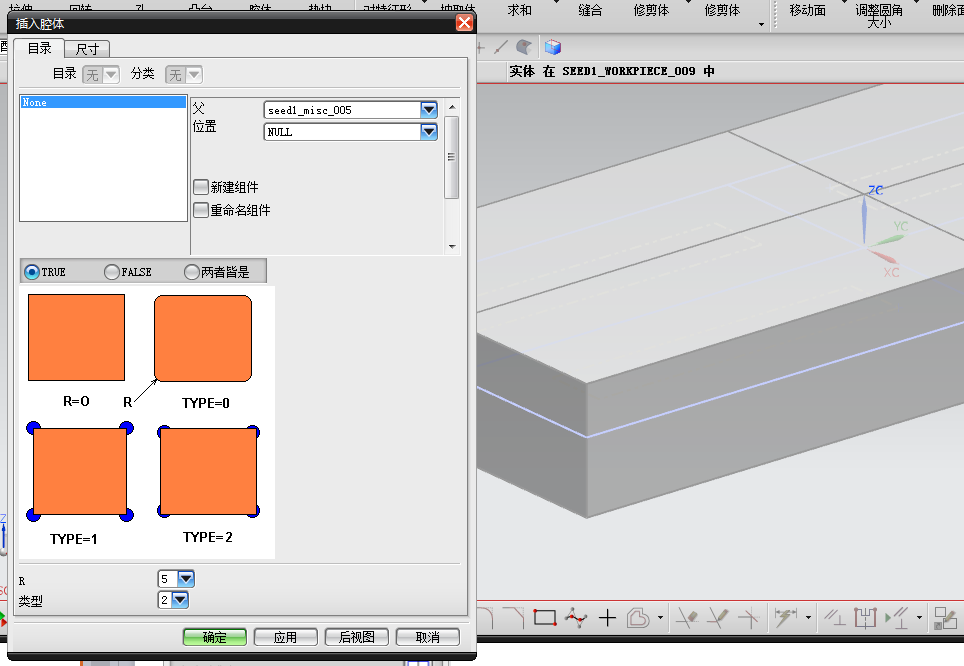 求和 缝合 修剪体 修剪体 移动面 调整圆角 删除面
大小
插入腔体
目录 尺寸
目录 无 分类 无
实体 在 SEED1_WORKPIECE_009 中
None
父 seed1_misc_005
位置 NULL
新建组件
重命名组件
TRUE FALSE 两者皆是
ZC
YC
XC
R=0 R TYPE=0
TYPE=1 TYPE=2
R 5
类型 2
确定 应用 后视图 取消